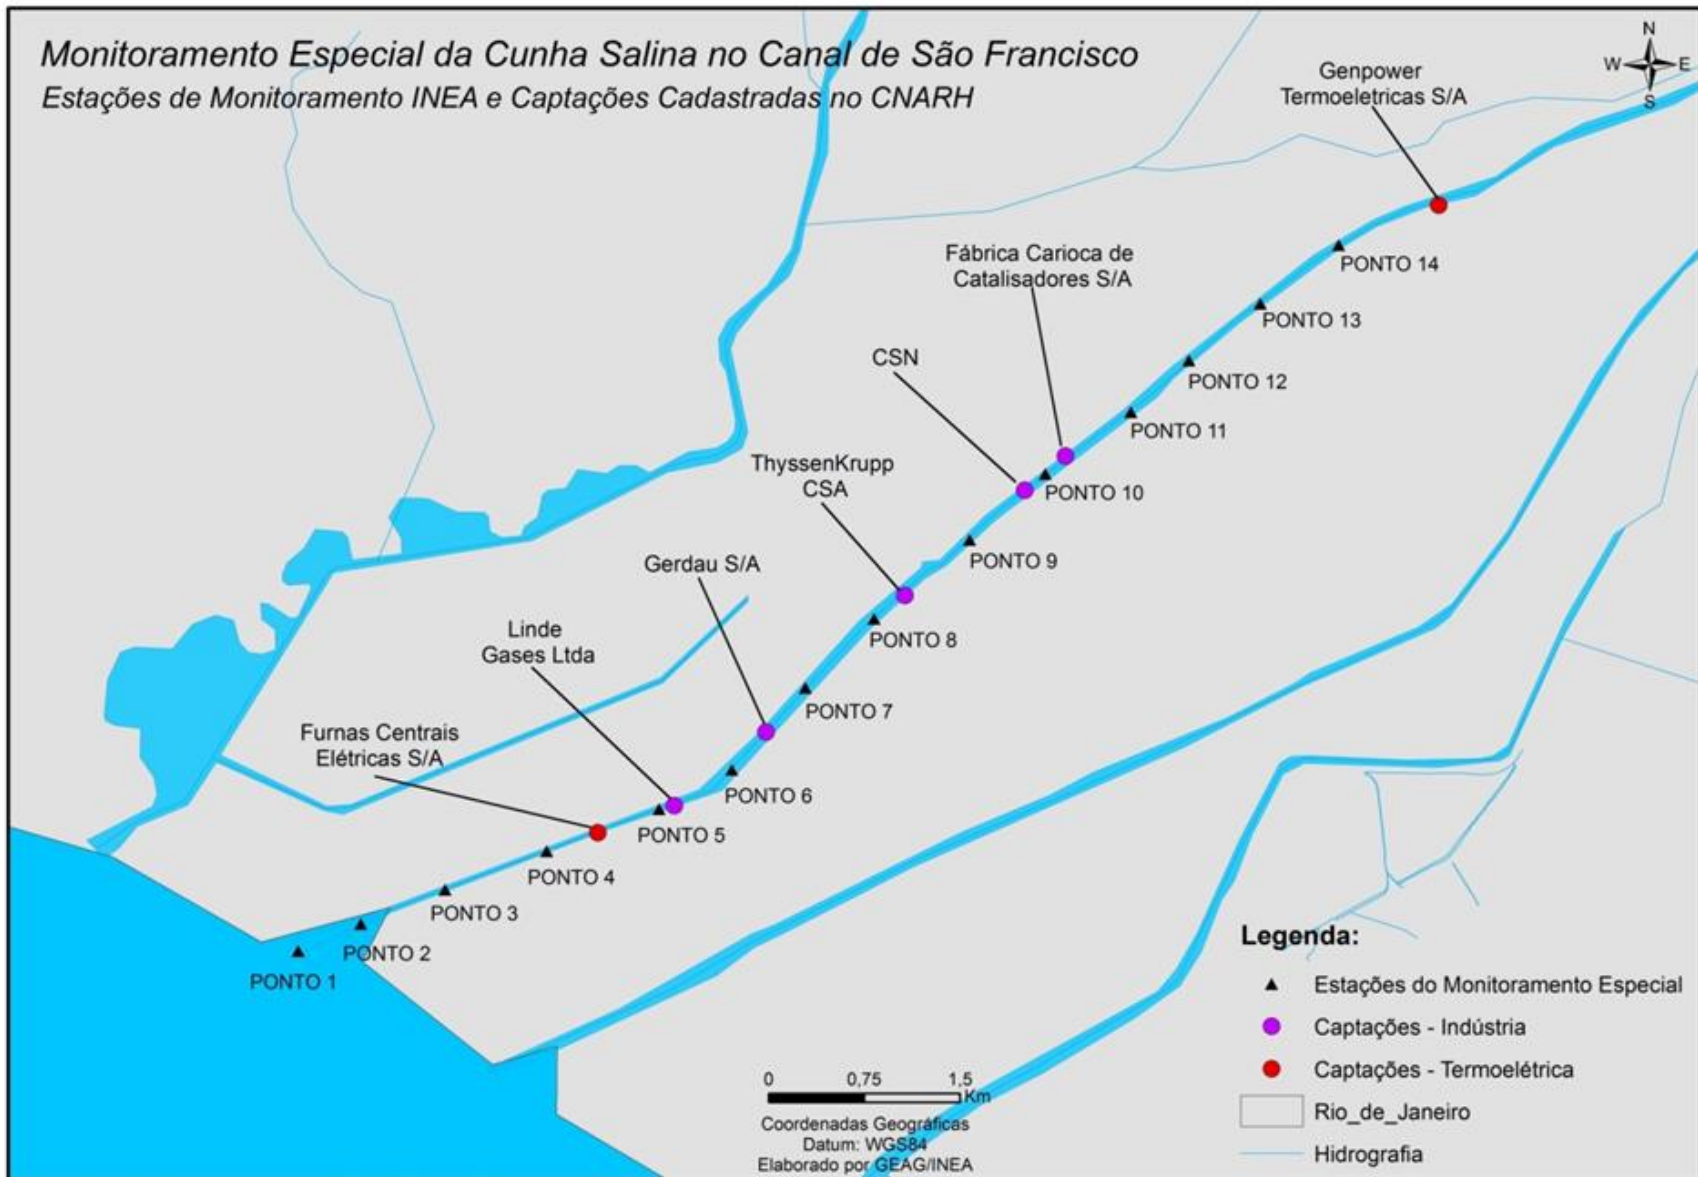 Monitoramento Especial da Cunha Salina no Canal de São Francisco
Estações de Monitoramento INEA e Captações Cadastradas no CNARH
N
W
E
S
Genpower
Termoeletricas S/A
PONTO 14
Fábrica Carioca de
Catalisadores S/A
PONTO 13
CSN
PONTO 12
PONTO 11
ThyssenKrupp
CSA
PONTO 10
PONTO 9
Gerdau S/A
PONTO 8
Linde
Gases Ltda
PONTO 7
Furnas Centrais
Elétricas S/A
PONTO 6
PONTO 5
PONTO 4
PONTO 3
PONTO 2
PONTO 1
Legenda:
Estações do Monitoramento Especial
Captações - Indústria
Captações - Termoelétrica
Rio_de_Janeiro
Hidrografia
0 0,75 1,5
Km
Coordenadas Geográficas
Datum: WGS84
Elaborado por GEAG/INEA